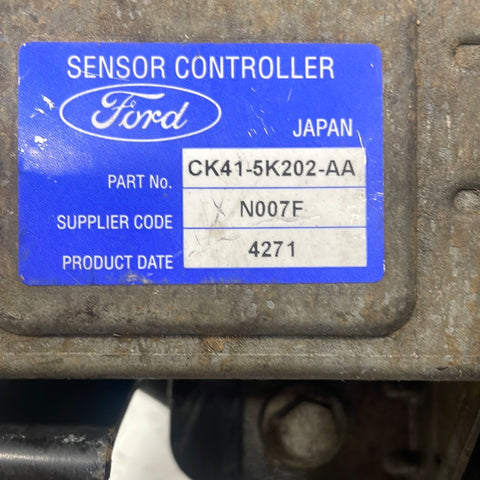 SENSOR CONTROLLER
Ford
JAPAN
PART No. CK41-5K202-AA
SUPPLIER CODE N007F
PRODUCT DATE 4271